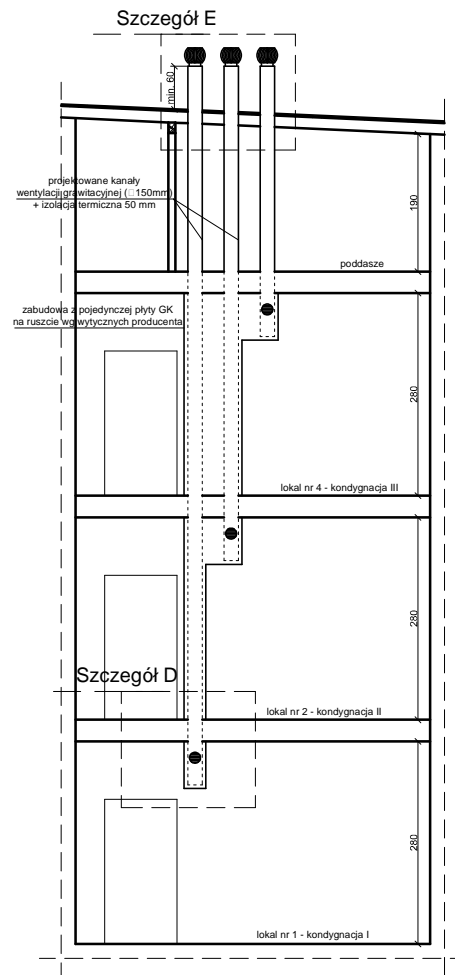 Szczegół E
min. 60
projektowane kanały
wentylacji grawitacyjnej (□150mm)
+ izolacja termiczna 50 mm
190
poddasze
zabudowa z pojedynczej płyty GK
na ruszcie wg wytycznych producenta
280
lokal nr 4 - kondygnacja III
280
Szczegół D
lokal nr 2 - kondygnacja II
280
lokal nr 1 - kondygnacja I